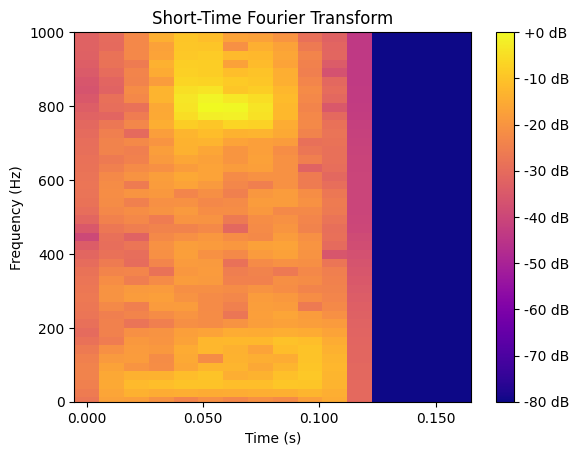 Short-Time Fourier Transform
Frequency (Hz)
1000
800
600
400
200
0
0.000
0.050
0.100
0.150
Time (s)
+0 dB
-10 dB
-20 dB
-30 dB
-40 dB
-50 dB
-60 dB
-70 dB
-80 dB